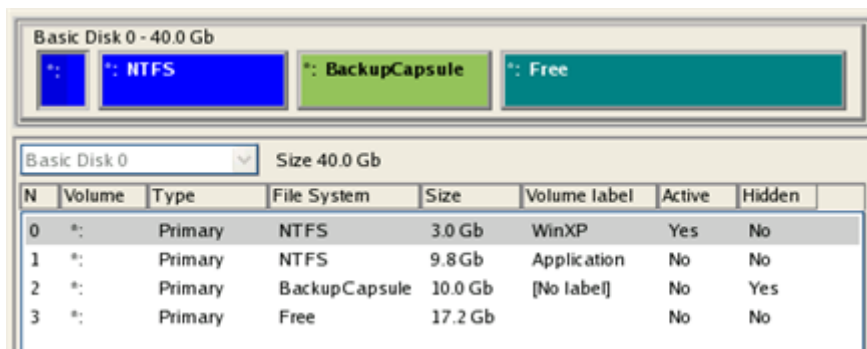 Basic Disk 0 - 40.0 Gb
*: *: NTFS *: BackupCapsule *: Free
Basic Disk 0 Size 40.0 Gb
N Volume Type File System Size Volume label Active Hidden
0 *: Primary NTFS 3.0 Gb WinXP Yes No
1 *: Primary NTFS 9.8 Gb Application No No
2 *: Primary BackupCapsule 10.0 Gb [No label] No Yes
3 *: Primary Free 17.2 Gb No No